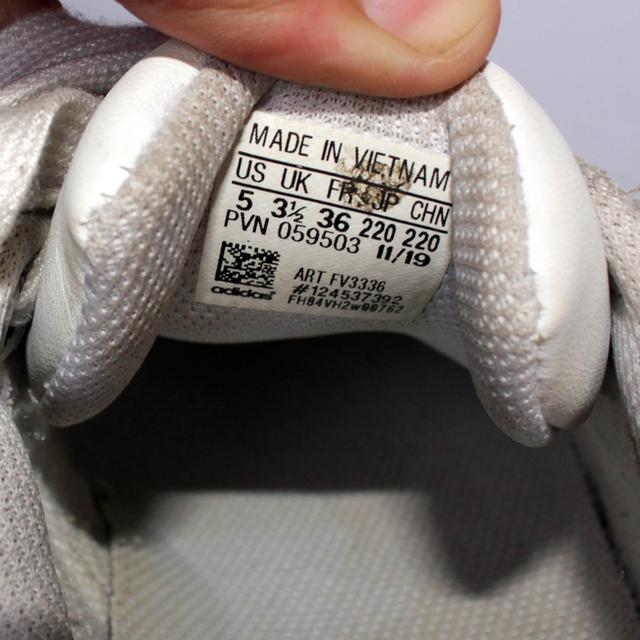 MADE IN VIETNAM
US UK FR JP CHN
5 3½ 36 220 220
PVN 059503 11/19
ART FV3336
#124537392
adidas
FH84VH2W00762